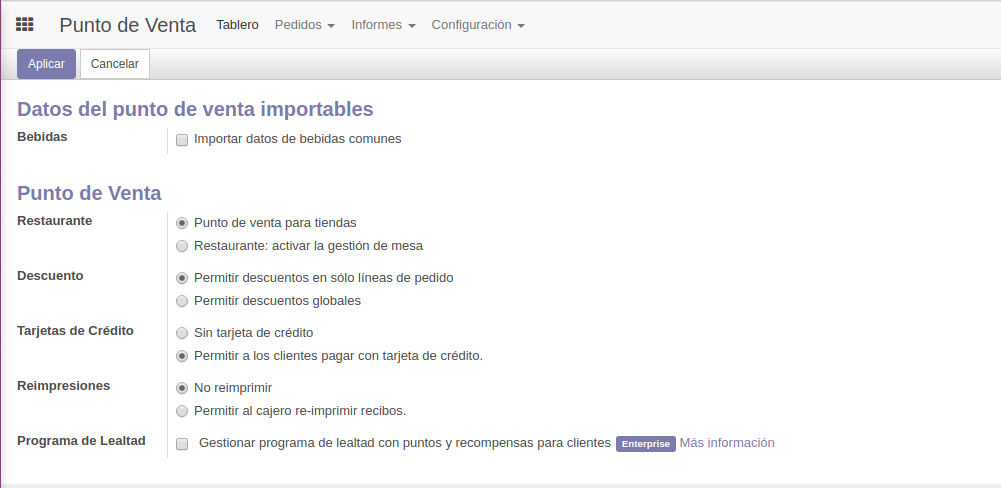 Punto de Venta Tablero Pedidos Informes Configuración
Aplicar Cancelar
Datos del punto de venta importables
Bebidas Importar datos de bebidas comunes
Punto de Venta
Restaurante Punto de venta para tiendas
Restaurante: activar la gestión de mesa
Descuento Permitir descuentos en sólo líneas de pedido
Permitir descuentos globales
Tarjetas de Crédito Sin tarjeta de crédito
Permitir a los clientes pagar con tarjeta de crédito.
Reimpresiones No reimprimir
Permitir al cajero re-imprimir recibos.
Programa de Lealtad Gestionar programa de lealtad con puntos y recompensas para clientes Enterprise Más información